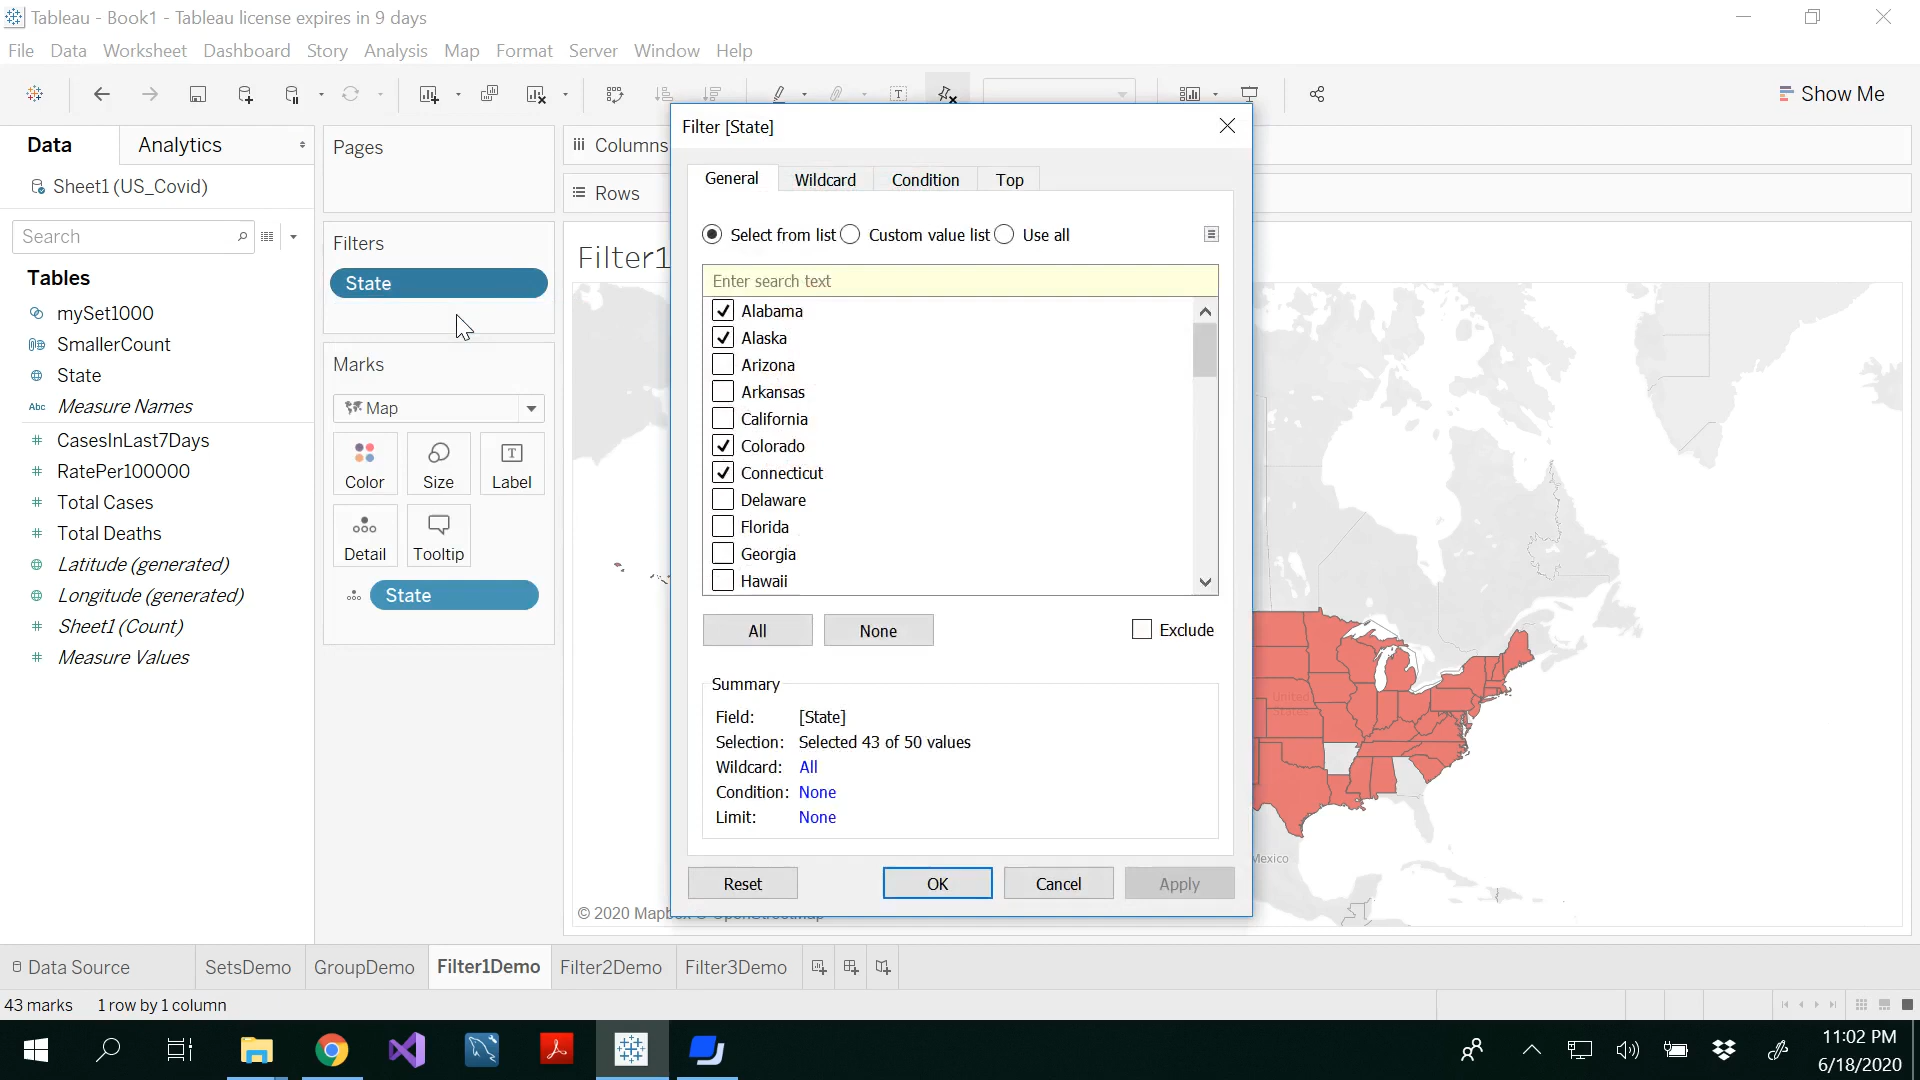 Tableau - Book1 - Tableau license expires in 9 days
File Data Worksheet Dashboard Story Analysis Map Format Server Window Help
Show Me
Data Analytics
Sheet1 (US_Covid)
Search
Tables
mySet1000
SmallerCount
State
Abc Measure Names
CasesInLast7Days
RatePer100000
Total Cases
Total Deaths
Latitude (generated)
Longitude (generated)
Sheet1 (Count)
Measure Values
Pages
Filters
State
Marks
Map
Color Size Label
Detail Tooltip
State
Columns
Rows
Filter1
Filter [State]
General Wildcard Condition Top
Select from list Custom value list Use all
Enter search text
Alabama
Alaska
Arizona
Arkansas
California
Colorado
Connecticut
Delaware
Florida
Georgia
Hawaii
All None Exclude
Summary
Field: [State]
Selection: Selected 43 of 50 values
Wildcard: All
Condition: None
Limit: None
Reset OK Cancel Apply
United
States
Mexico
© 2020 Mapbox © OpenStreetMap
Data Source SetsDemo GroupDemo Filter1Demo Filter2Demo Filter3Demo
43 marks 1 row by 1 column
11:02 PM
6/18/2020